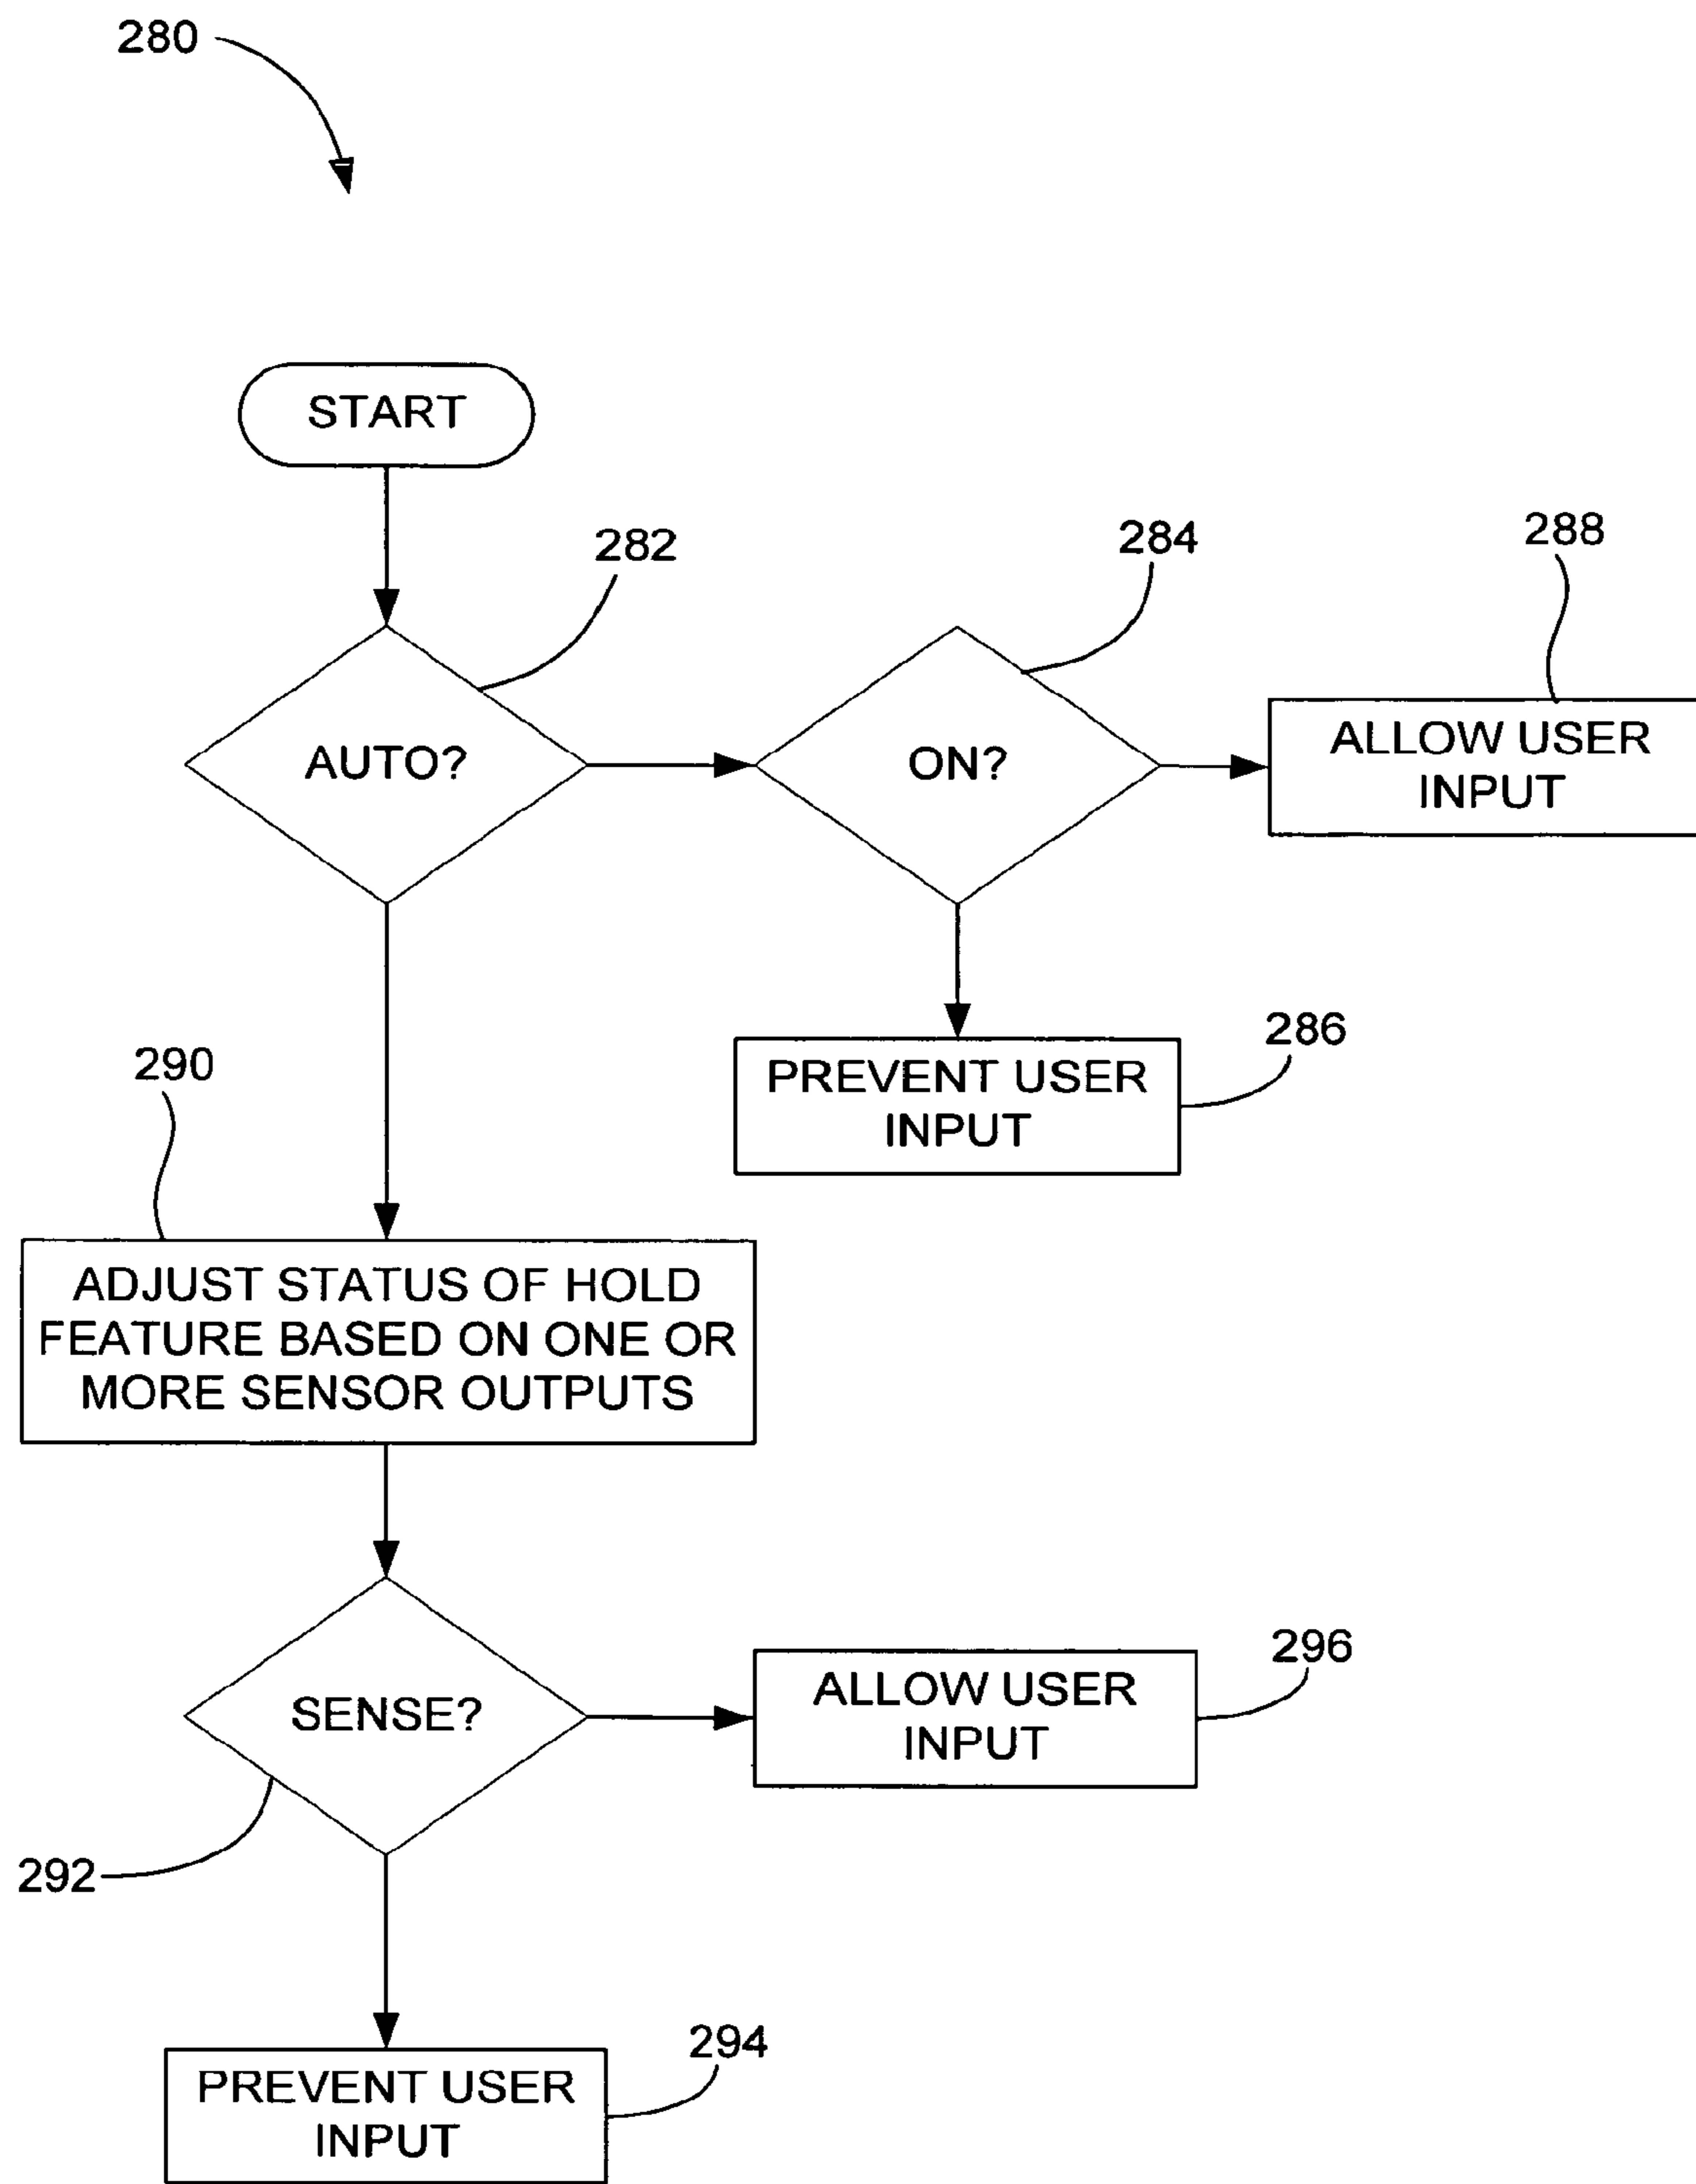 280
START
282
284
288
AUTO?
ON?
ALLOW USER
INPUT
286
PREVENT USER
INPUT
290
ADJUST STATUS OF HOLD
FEATURE BASED ON ONE OR
MORE SENSOR OUTPUTS
SENSE?
296
ALLOW USER
INPUT
292
294
PREVENT USER
INPUT